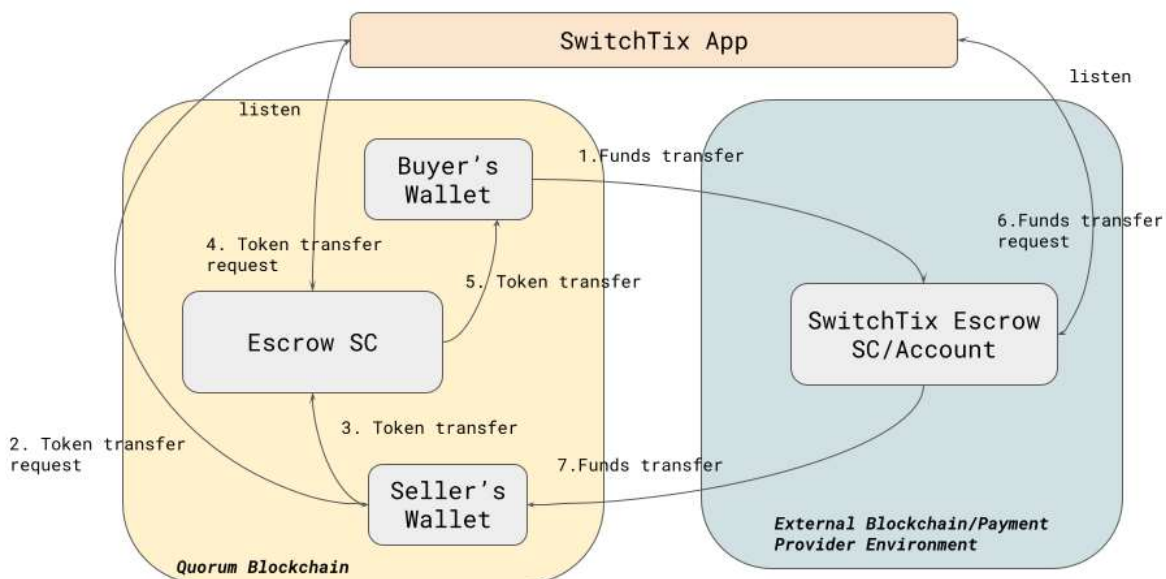 SwitchTix App
listen
listen
Buyer's
Wallet
1.Funds transfer
6.Funds transfer
request
4. Token transfer
request
5. Token transfer
Escrow SC
SwitchTix Escrow
SC/Account
3. Token transfer
2. Token transfer
request
7.Funds transfer
Seller's
Wallet
External Blockchain/Payment
Provider Environment
Quorum Blockchain